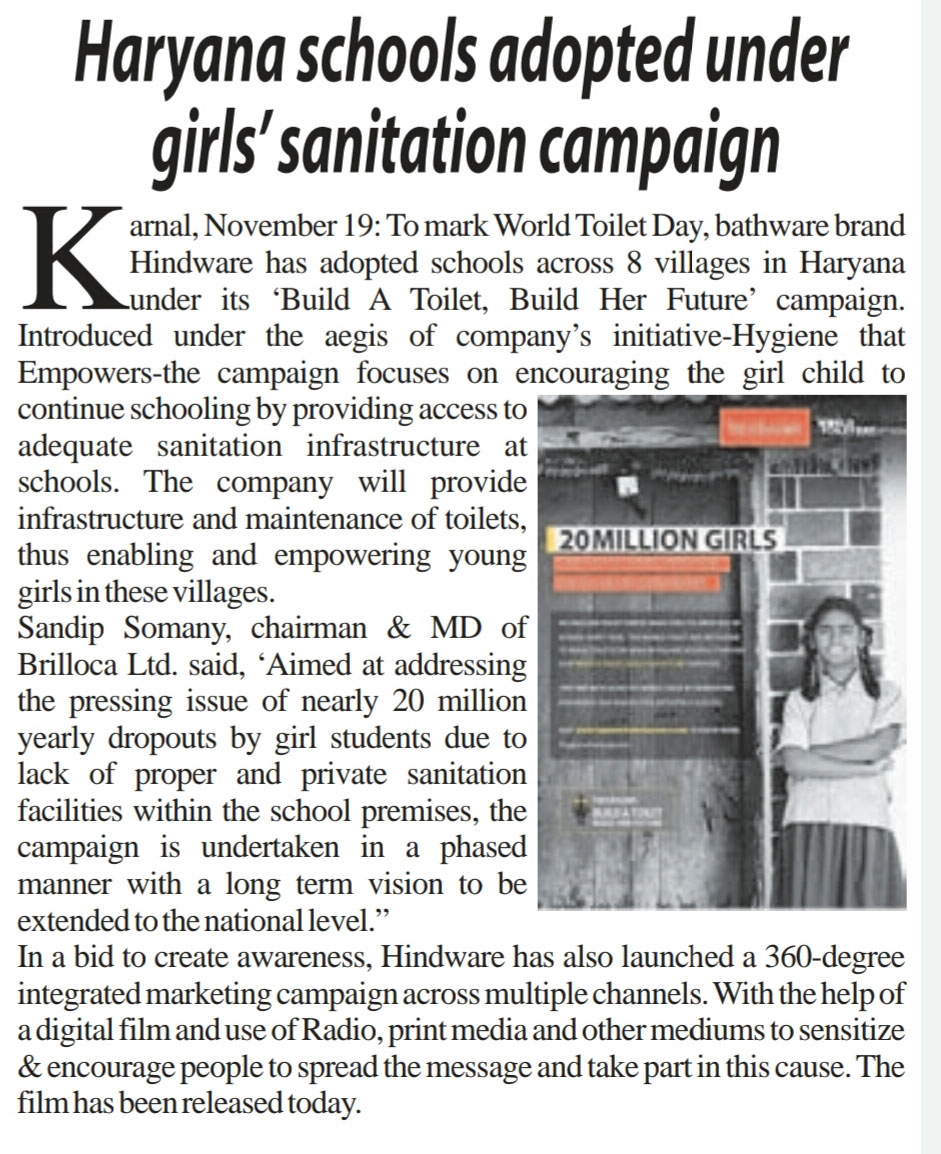 Haryana schools adopted under
girls’ sanitation campaign
Karnal, November 19: To mark World Toilet Day, bathware brand
Hindware has adopted schools across 8 villages in Haryana
under its ‘Build A Toilet, Build Her Future’ campaign.
Introduced under the aegis of company’s initiative-Hygiene that
Empowers-the campaign focuses on encouraging the girl child to
continue schooling by providing access to
adequate sanitation infrastructure at
schools. The company will provide
infrastructure and maintenance of toilets,
thus enabling and empowering young
girls in these villages.
Sandip Somany, chairman & MD of
Brilloca Ltd. said, ‘Aimed at addressing
the pressing issue of nearly 20 million
yearly dropouts by girl students due to
lack of proper and private sanitation
facilities within the school premises, the
campaign is undertaken in a phased
manner with a long term vision to be
extended to the national level.”
20 MILLION GIRLS
BUILD A TOILET
In a bid to create awareness, Hindware has also launched a 360-degree
integrated marketing campaign across multiple channels. With the help of
a digital film and use of Radio, print media and other mediums to sensitize
& encourage people to spread the message and take part in this cause. The
film has been released today.